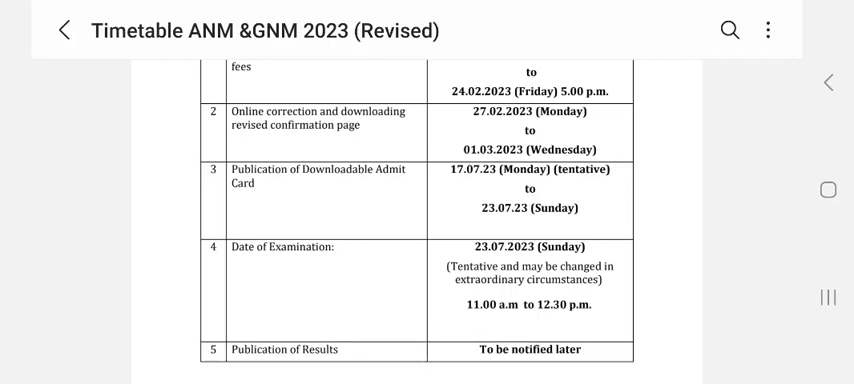 Timetable ANM &GNM 2023 (Revised)
fees
to
24.02.2023 (Friday) 5.00 p.m.
2 Online correction and downloading
revised confirmation page
27.02.2023 (Monday)
to
01.03.2023 (Wednesday)
3 Publication of Downloadable Admit
Card
17.07.23 (Monday) (tentative)
to
23.07.23 (Sunday)
4 Date of Examination:
23.07.2023 (Sunday)
(Tentative and may be changed in
extraordinary circumstances)
11.00 a.m to 12.30 p.m.
5 Publication of Results
To be notified later